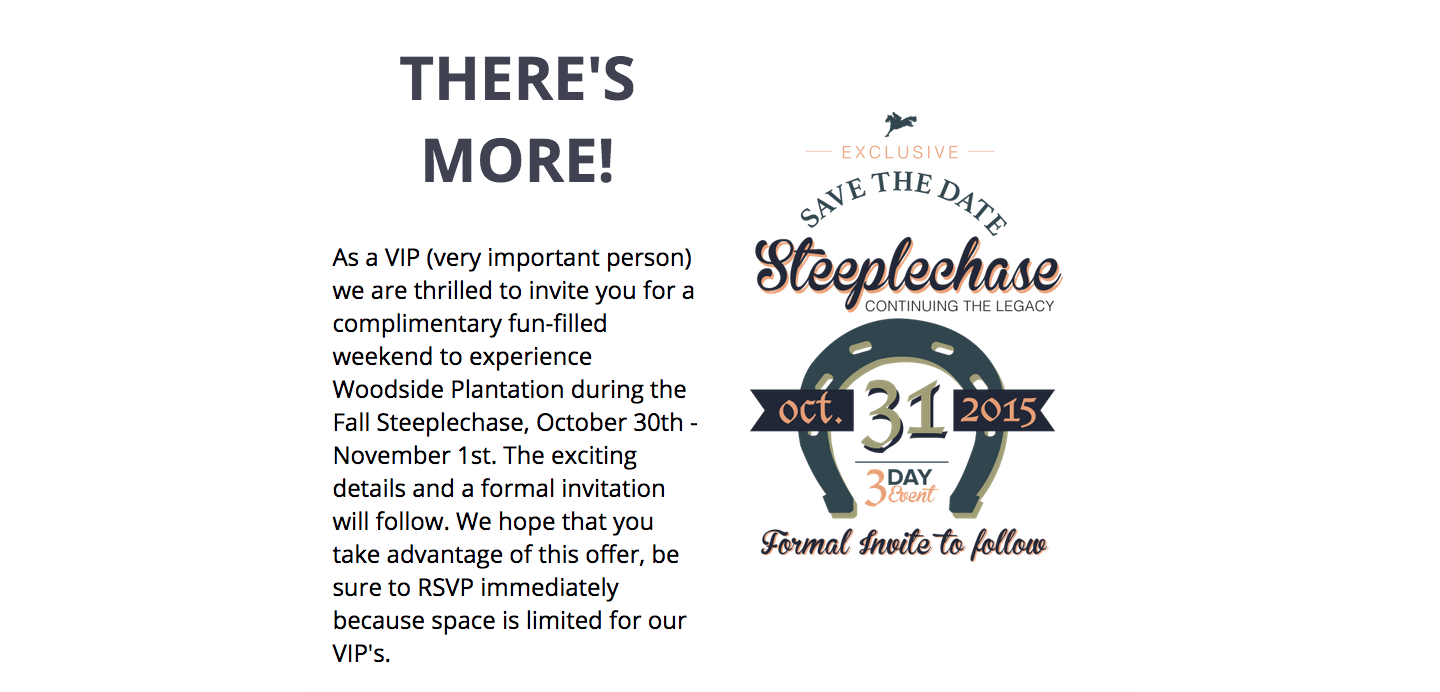 THERE'S
MORE!
As a VIP (very important person)
we are thrilled to invite you for a
complimentary fun-filled
weekend to experience
Woodside Plantation during the
Fall Steeplechase, October 30th -
November 1st. The exciting
details and a formal invitation
will follow. We hope that you
take advantage of this offer, be
sure to RSVP immediately
because space is limited for our
VIP's.
EXCLUSIVE
SAVE THE DATE
Steeplechase
CONTINUING THE LEGACY
oct. 31 2015
3 DAY
Event
Formal Invite to follow